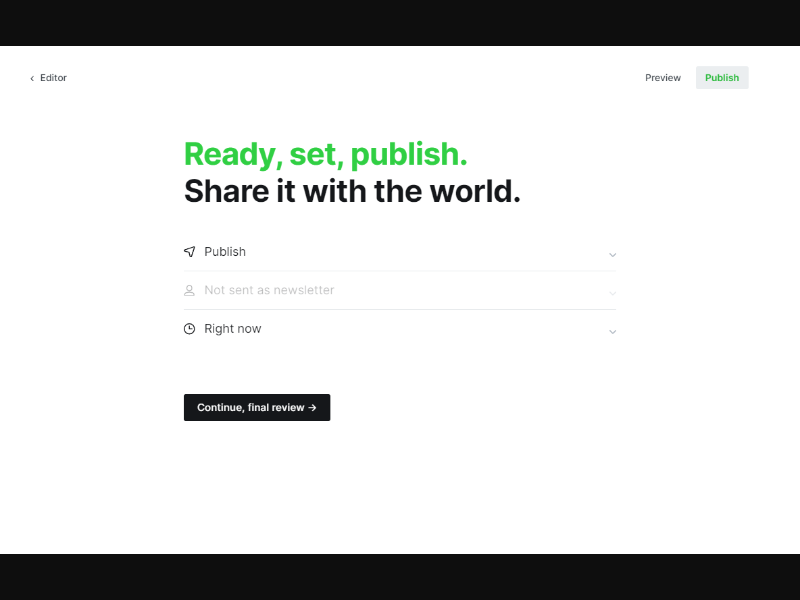 Editor
Preview
Publish
Ready, set, publish.
Share it with the world.
Publish
Not sent as newsletter
Right now
Continue, final review →